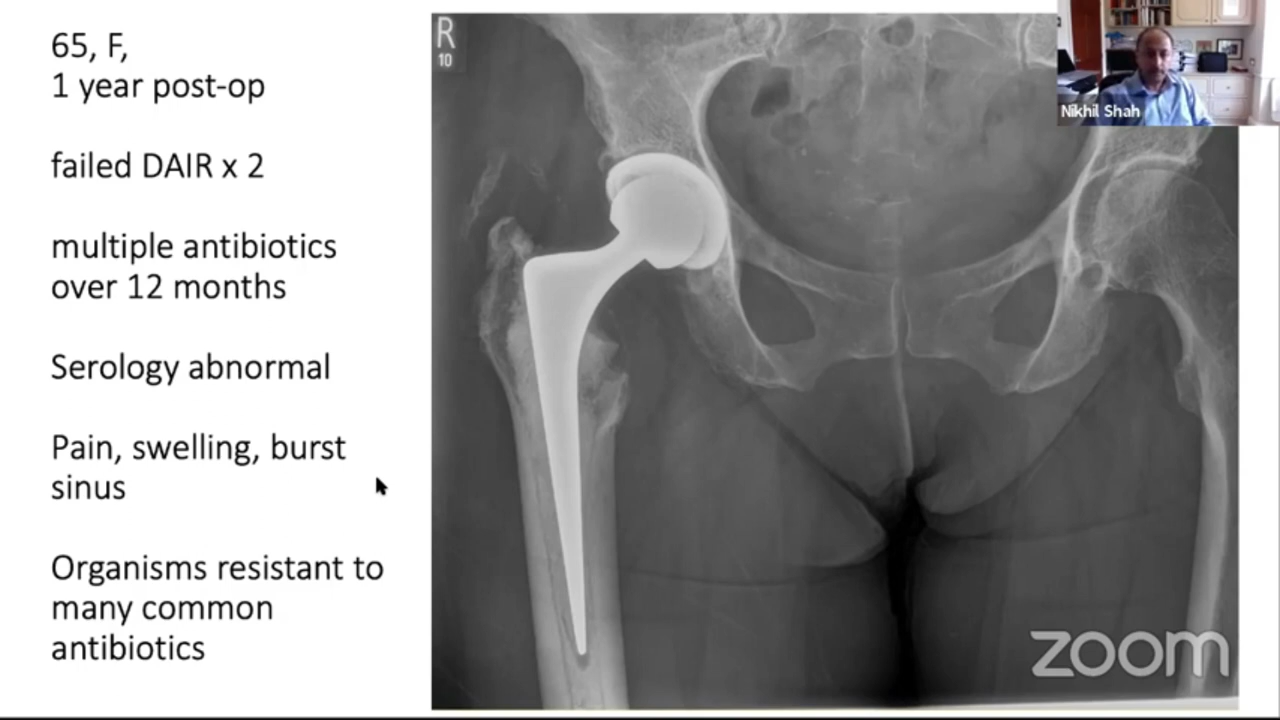 65, F,
1 year post-op
failed DAIR x 2
multiple antibiotics
over 12 months
Serology abnormal
Pain, swelling, burst
sinus
Organisms resistant to
many common
antibiotics
R
10
Nikhil Shah
zoom